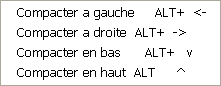 Compacter a gauche ALT+ <-
Compacter a droite ALT+ ->
Compacter en bas ALT+ v
Compacter en haut ALT ^